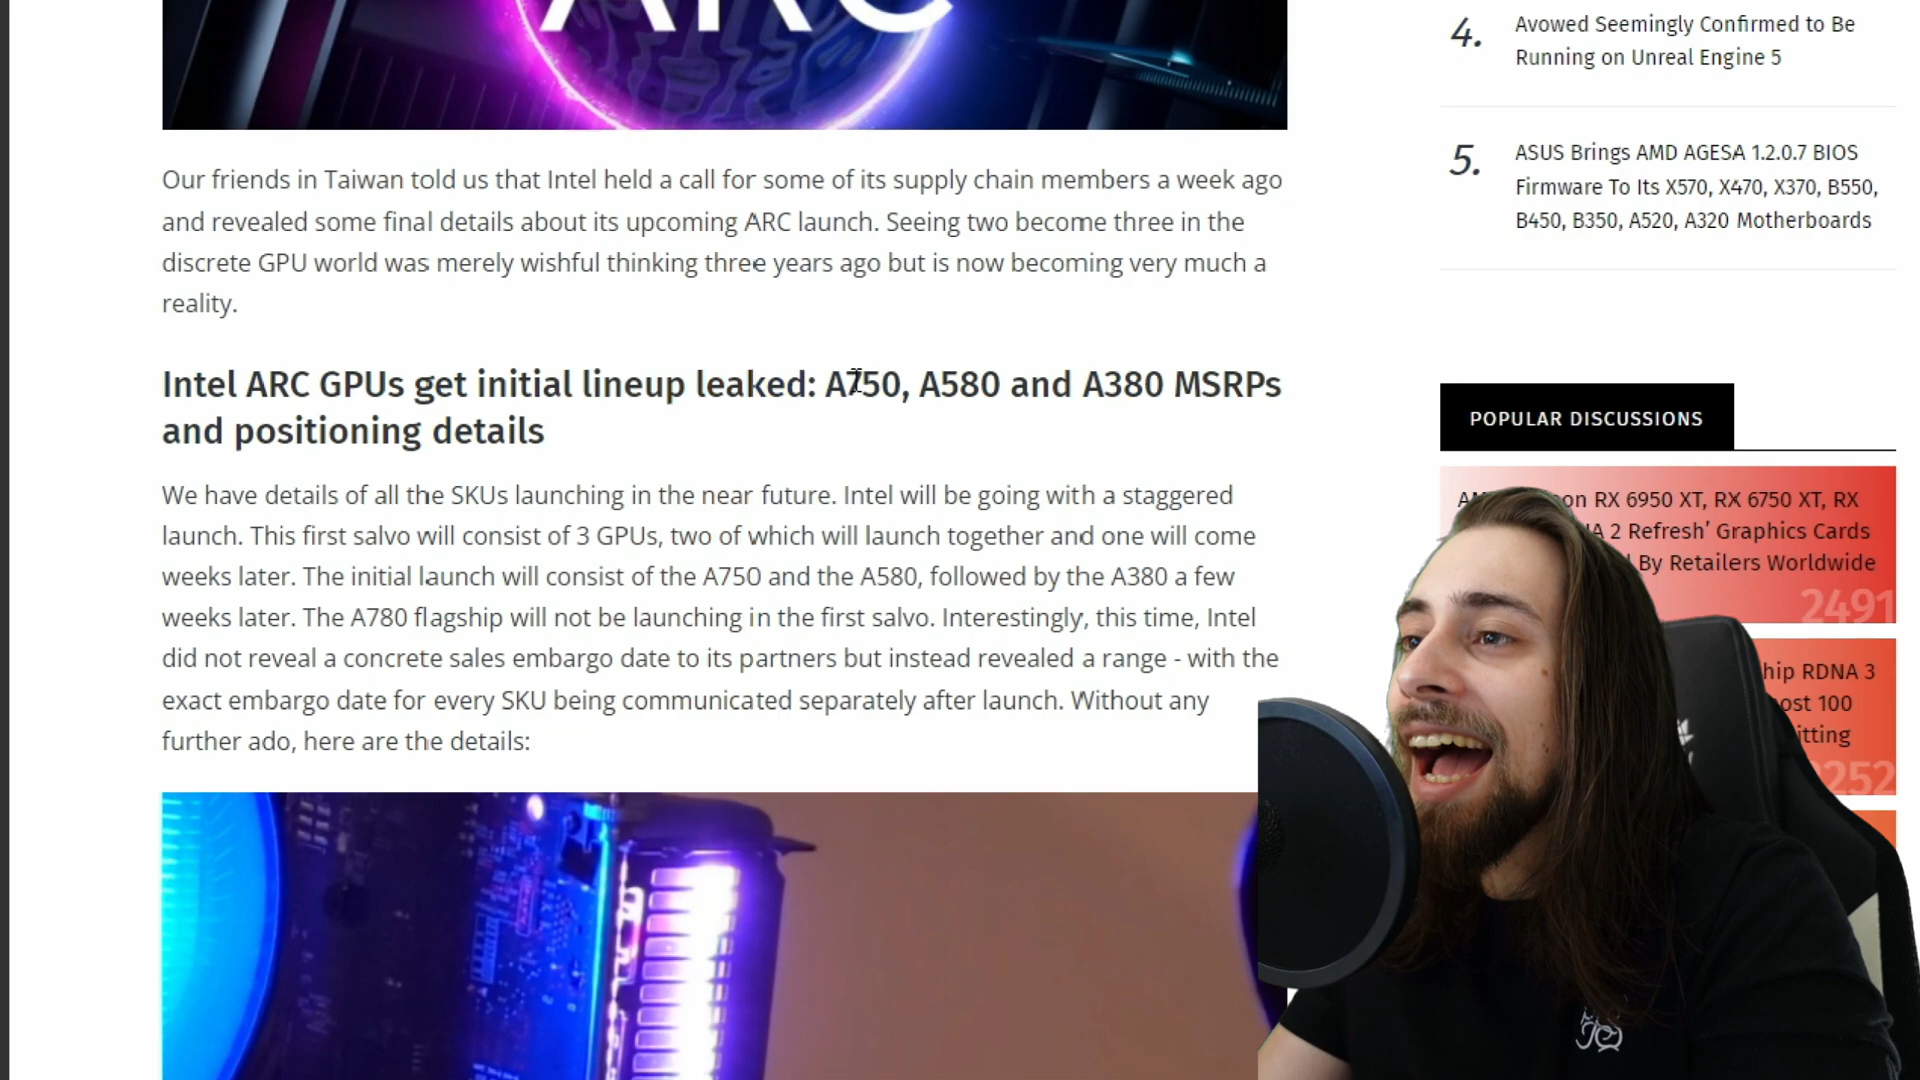 ARC
Our friends in Taiwan told us that Intel held a call for some of its supply chain members a week ago
and revealed some final details about its upcoming ARC launch. Seeing two become three in the
discrete GPU world was merely wishful thinking three years ago but is now becoming very much a
reality.
Intel ARC GPUs get initial lineup leaked: A750, A580 and A380 MSRPs
and positioning details
We have details of all the SKUs launching in the near future. Intel will be going with a staggered
launch. This first salvo will consist of 3 GPUs, two of which will launch together and one will come
weeks later. The initial launch will consist of the A750 and the A580, followed by the A380 a few
weeks later. The A780 flagship will not be launching in the first salvo. Interestingly, this time, Intel
did not reveal a concrete sales embargo date to its partners but instead revealed a range - with the
exact embargo date for every SKU being communicated separately after launch. Without any
further ado, here are the details:
4. Avowed Seemingly Confirmed to Be
Running on Unreal Engine 5
5. ASUS Brings AMD AGESA 1.2.0.7 BIOS
Firmware To Its X570, X470, X370, B550,
B450, B350, A520, A320 Motherboards
POPULAR DISCUSSIONS
RX 6950 XT, RX 6750 XT, RX
2 Refresh’ Graphics Cards
By Retailers Worldwide
2491
RDNA 3
100